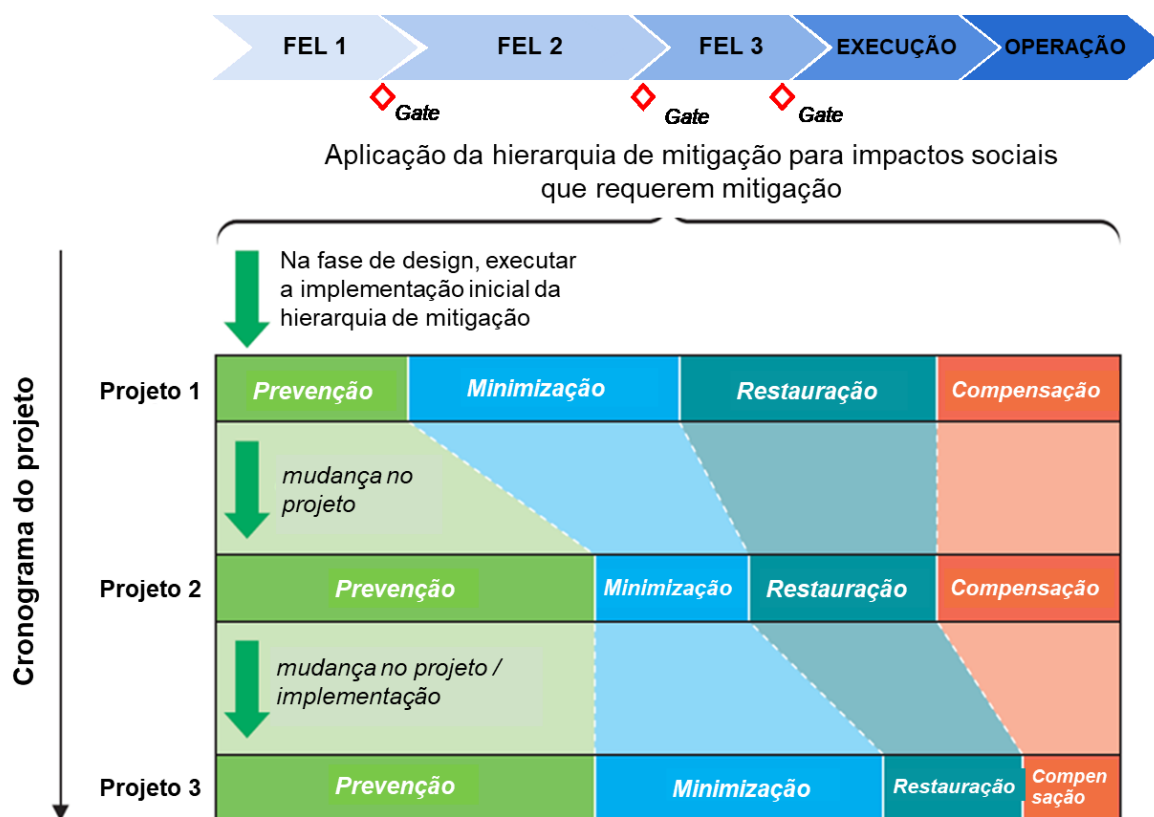 FEL 1 FEL 2 FEL 3 EXECUÇÃO OPERAÇÃO
Gate Gate Gate
Aplicação da hierarquia de mitigação para impactos sociais
que requerem mitigação
Na fase de design, executar
a implementação inicial da
hierarquia de mitigação
Cronograma do projeto
Projeto 1 Prevenção Minimização Restauração Compensação
mudança no
projeto
Projeto 2 Prevenção Minimização Restauração Compensação
mudança no projeto /
implementação
Projeto 3 Prevenção Minimização Restauração Compen
sação